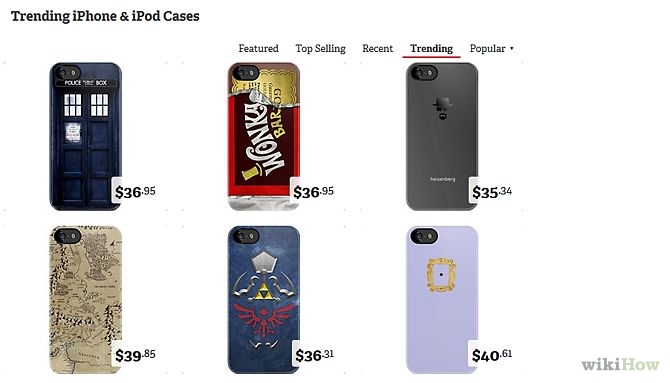 Trending iPhone & iPod Cases
Featured Top Selling Recent Trending Popular
POLICE BOX
GO
WONKA
BAR
heisenberg
$36.95
$36.95
$35.34
$39.85
$36.31
$40.61
wikiHow